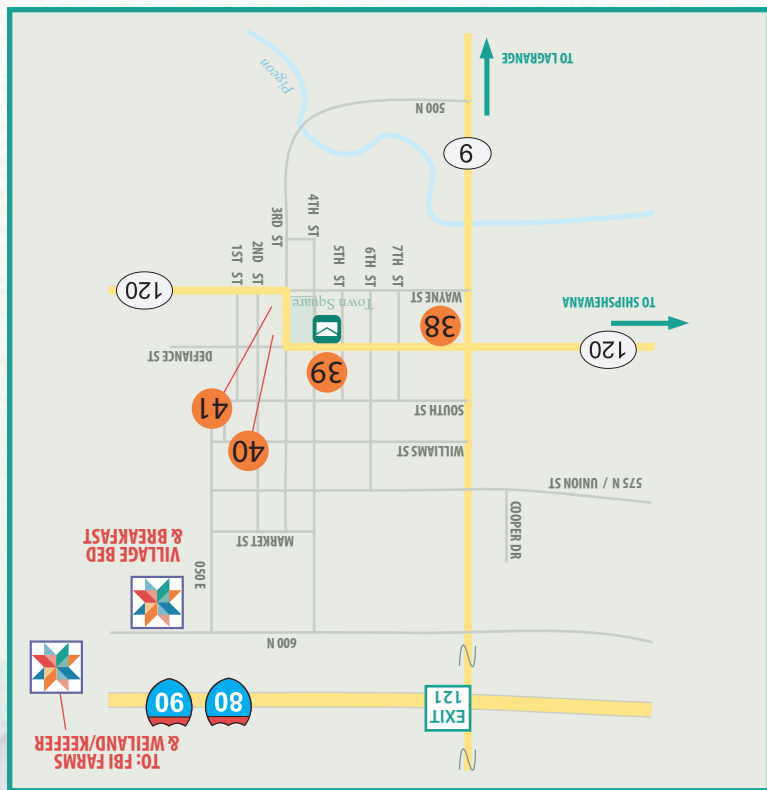 TO: FBI FARMS
& WEILAND/KEEFER
EXIT
121
80
90
600 N
050 E
VILLAGE BED
& BREAKFAST
MARKET ST
COOPER DR
575 N / UNION ST
WILLIAMS ST
40
SOUTH ST
41
39
DEFIANCE ST
120
38
TO SHIPSHEWANA
WAYNE ST
Town Square
120
7TH ST
6TH ST
5TH ST
4TH ST
3RD ST
2ND ST
1ST ST
9
500 N
Pigeon
TO LAGRANGE